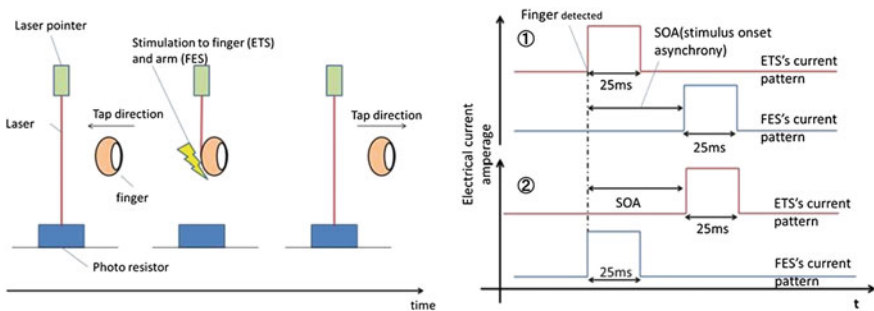 Laser pointer
Stimulation to finger (ETS)
and arm (FES)
Laser
Tap direction
Tap direction
finger
Photo resistor
time
Finger detected
SOA(stimulus onset
asynchrony)
①
25ms
ETS's current
pattern
25ms
FES's current
pattern
Electrical current
amperage
②
SOA
25ms
ETS's current
pattern
25ms
FES's current
pattern
t